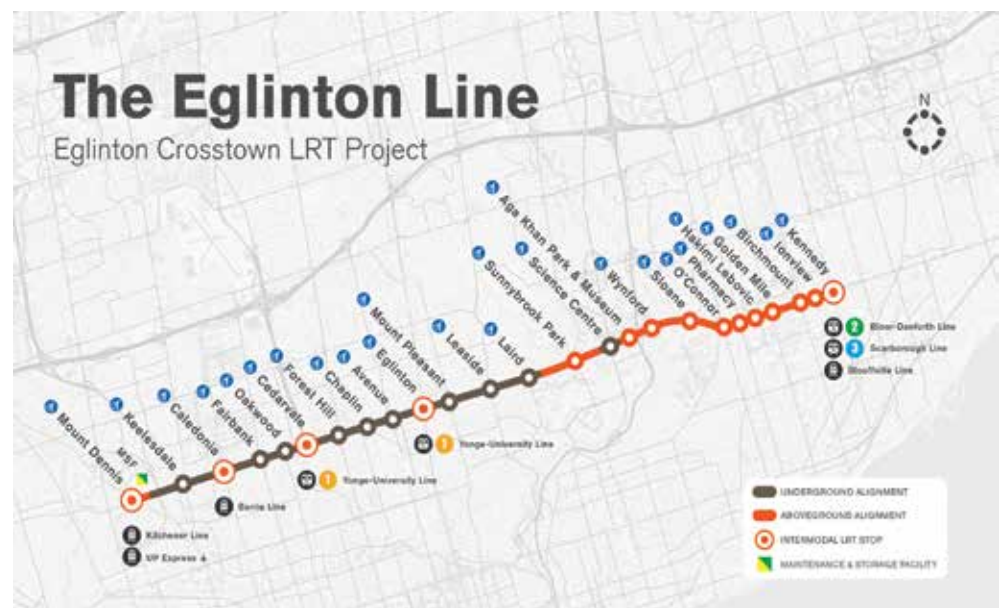 The Eglinton Line
Eglinton Crosstown LRT Project
N
Mount Dennis
MSF
Keelesdale
Caledonia
Fairbank
Oakwood
Cedarvale
Forest Hill
Chaplin
Avenue
Eglinton
Mount Pleasant
Leaside
Laird
Sunnybrook Park
Science Centre
Aga Khan Park & Museum
Wynford
Sloane
O'Connor
Pharmacy
Hakimi Lebovic
Golden Mile
Birchmount
Ionview
Kennedy
2 Bloor-Danforth Line
3 Scarborough Line
Stouffville Line
1 Yonge-University Line
1 Yonge-University Line
Barrie Line
Kitchener Line
UP Express
UNDERGROUND ALIGNMENT
ABOVEGROUND ALIGNMENT
INTERMODAL LRT STOP
MAINTENANCE & STORAGE FACILITY